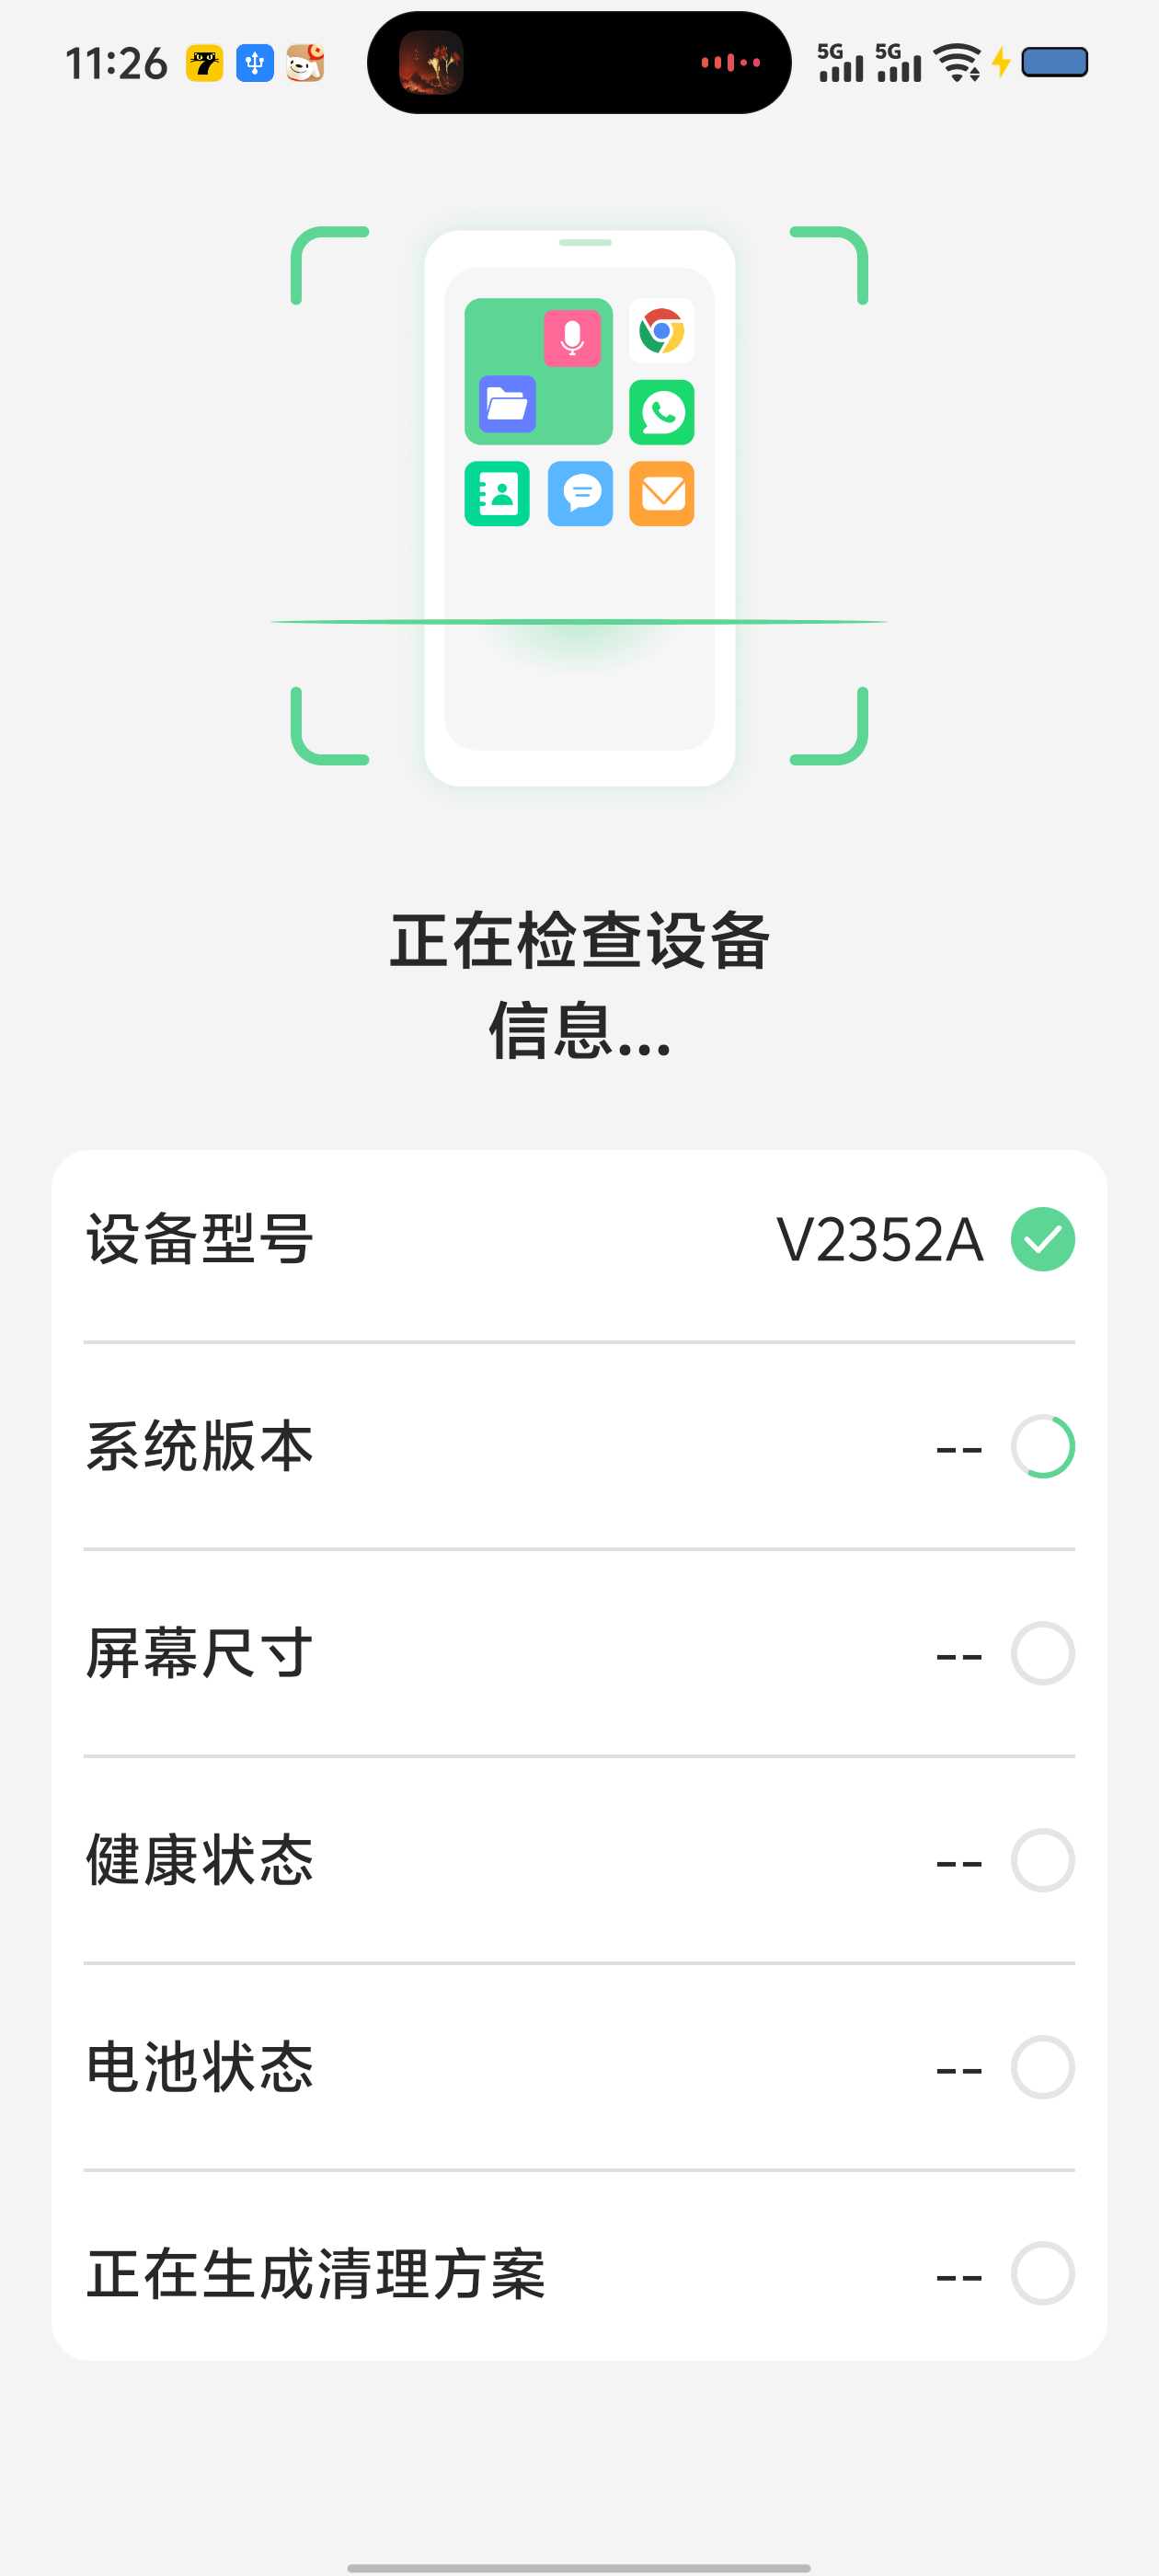 11:26
5G 5G
正在检查设备
信息...
设备型号 V2352A
系统版本 --
屏幕尺寸 --
健康状态 --
电池状态 --
正在生成清理方案 --